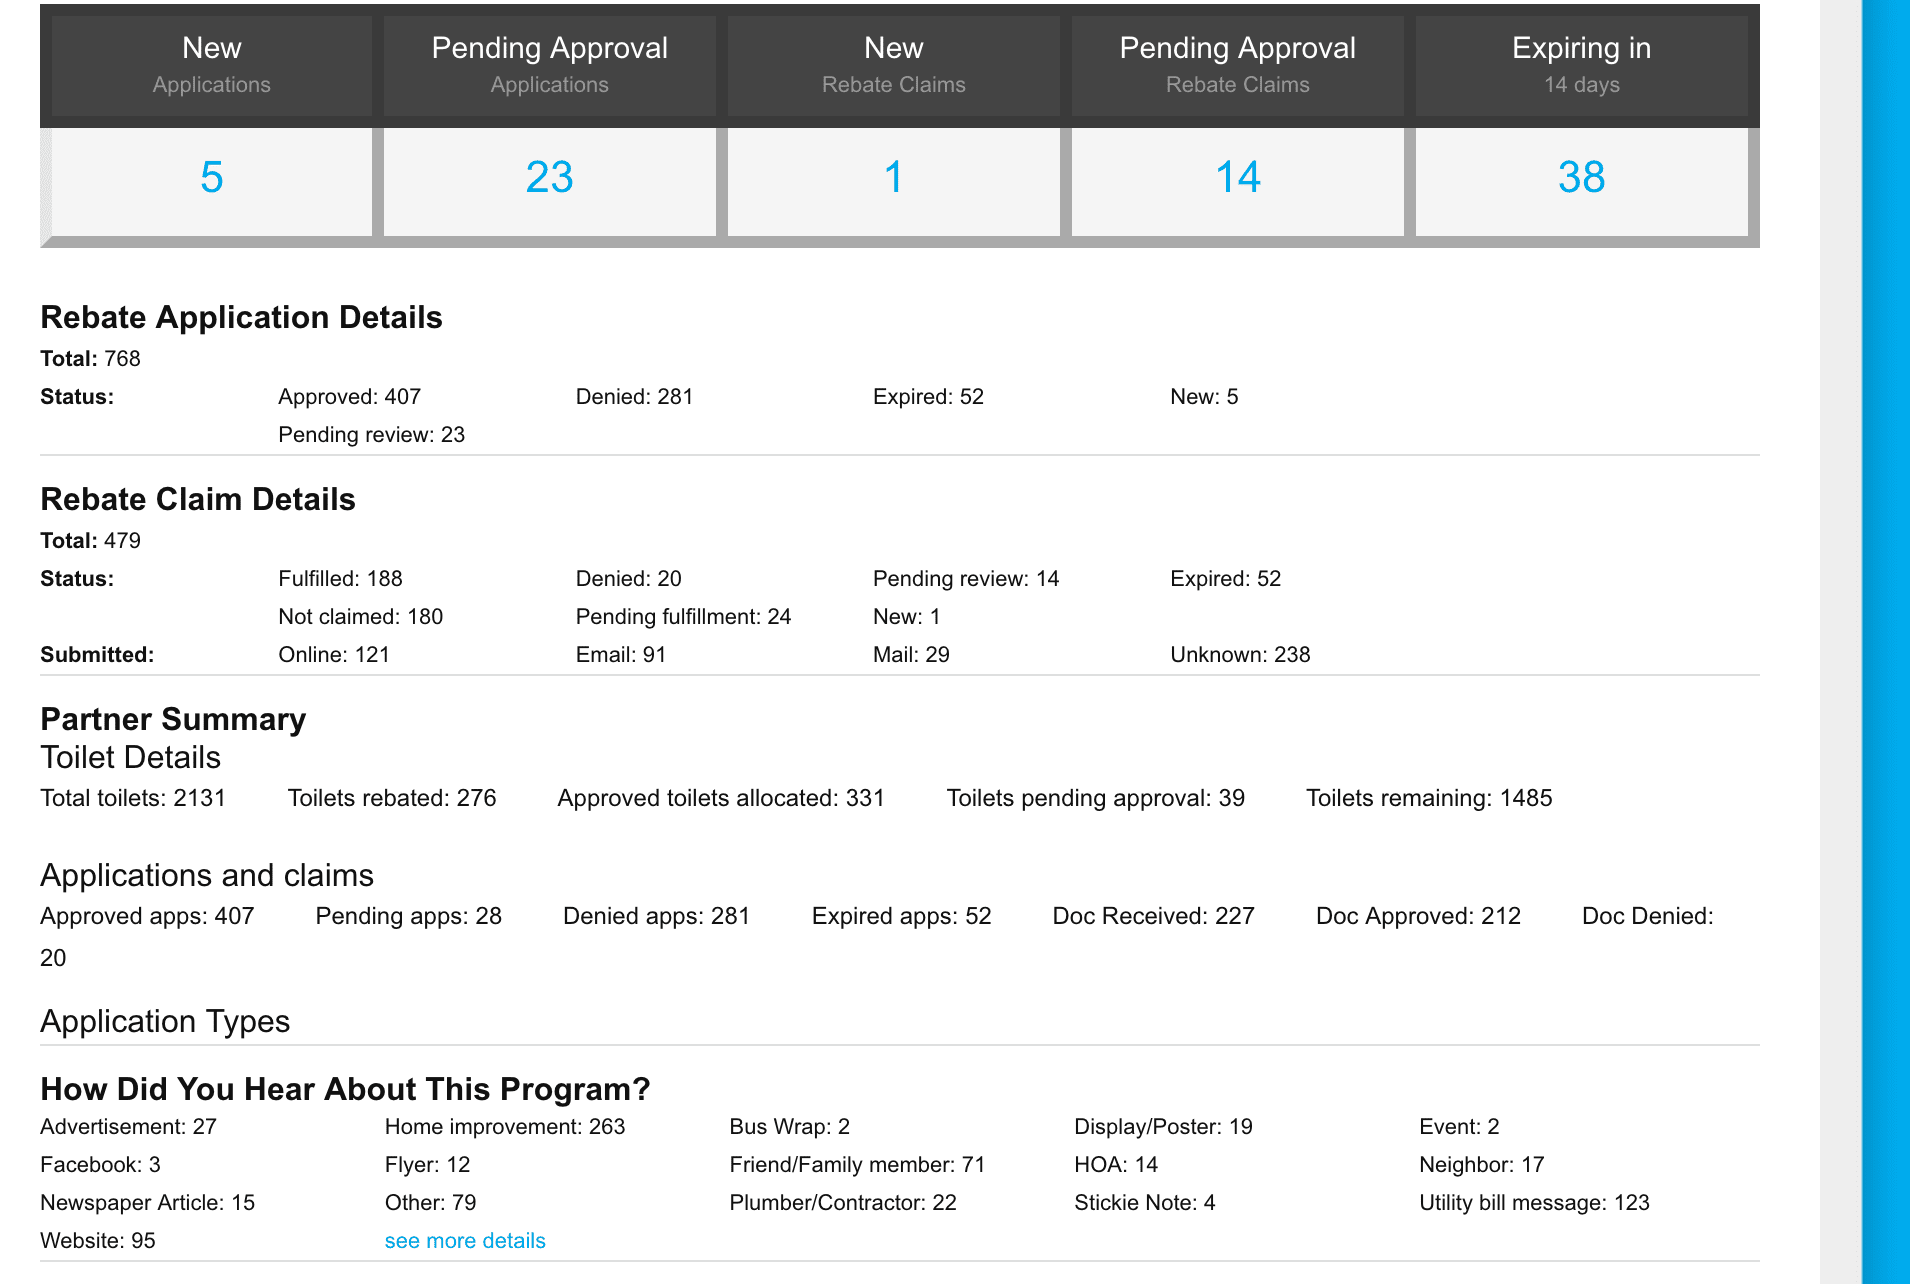 New Pending Approval New Pending Approval Expiring in
Applications Applications Rebate Claims Rebate Claims 14 days
5 23 1 14 38
Rebate Application Details
Total: 768
Status: Approved: 407 Denied: 281 Expired: 52 New: 5
Pending review: 23
Rebate Claim Details
Total: 479
Status: Fulfilled: 188 Denied: 20 Pending review: 14 Expired: 52
Not claimed: 180 Pending fulfillment: 24 New: 1
Submitted: Online: 121 Email: 91 Mail: 29 Unknown: 238
Partner Summary
Toilet Details
Total toilets: 2131 Toilets rebated: 276 Approved toilets allocated: 331 Toilets pending approval: 39 Toilets remaining: 1485
Applications and claims
Approved apps: 407 Pending apps: 28 Denied apps: 281 Expired apps: 52 Doc Received: 227 Doc Approved: 212 Doc Denied:
20
Application Types
How Did You Hear About This Program?
Advertisement: 27 Home improvement: 263 Bus Wrap: 2 Display/Poster: 19 Event: 2
Facebook: 3 Flyer: 12 Friend/Family member: 71 HOA: 14 Neighbor: 17
Newspaper Article: 15 Other: 79 Plumber/Contractor: 22 Stickie Note: 4 Utility bill message: 123
Website: 95 see more details